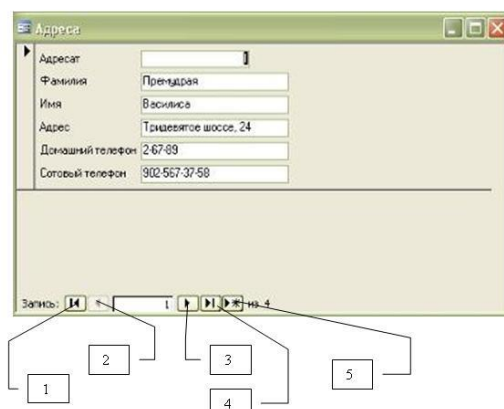 Адреса
Адресат 1
Фамилия Премудрая
Имя Василиса
Адрес Тридевятое шоссе, 24
Домашний телефон 2-67-89
Сотовый телефон 902-567-37-58
Запись: 1 из 4
1
2
3
4
5